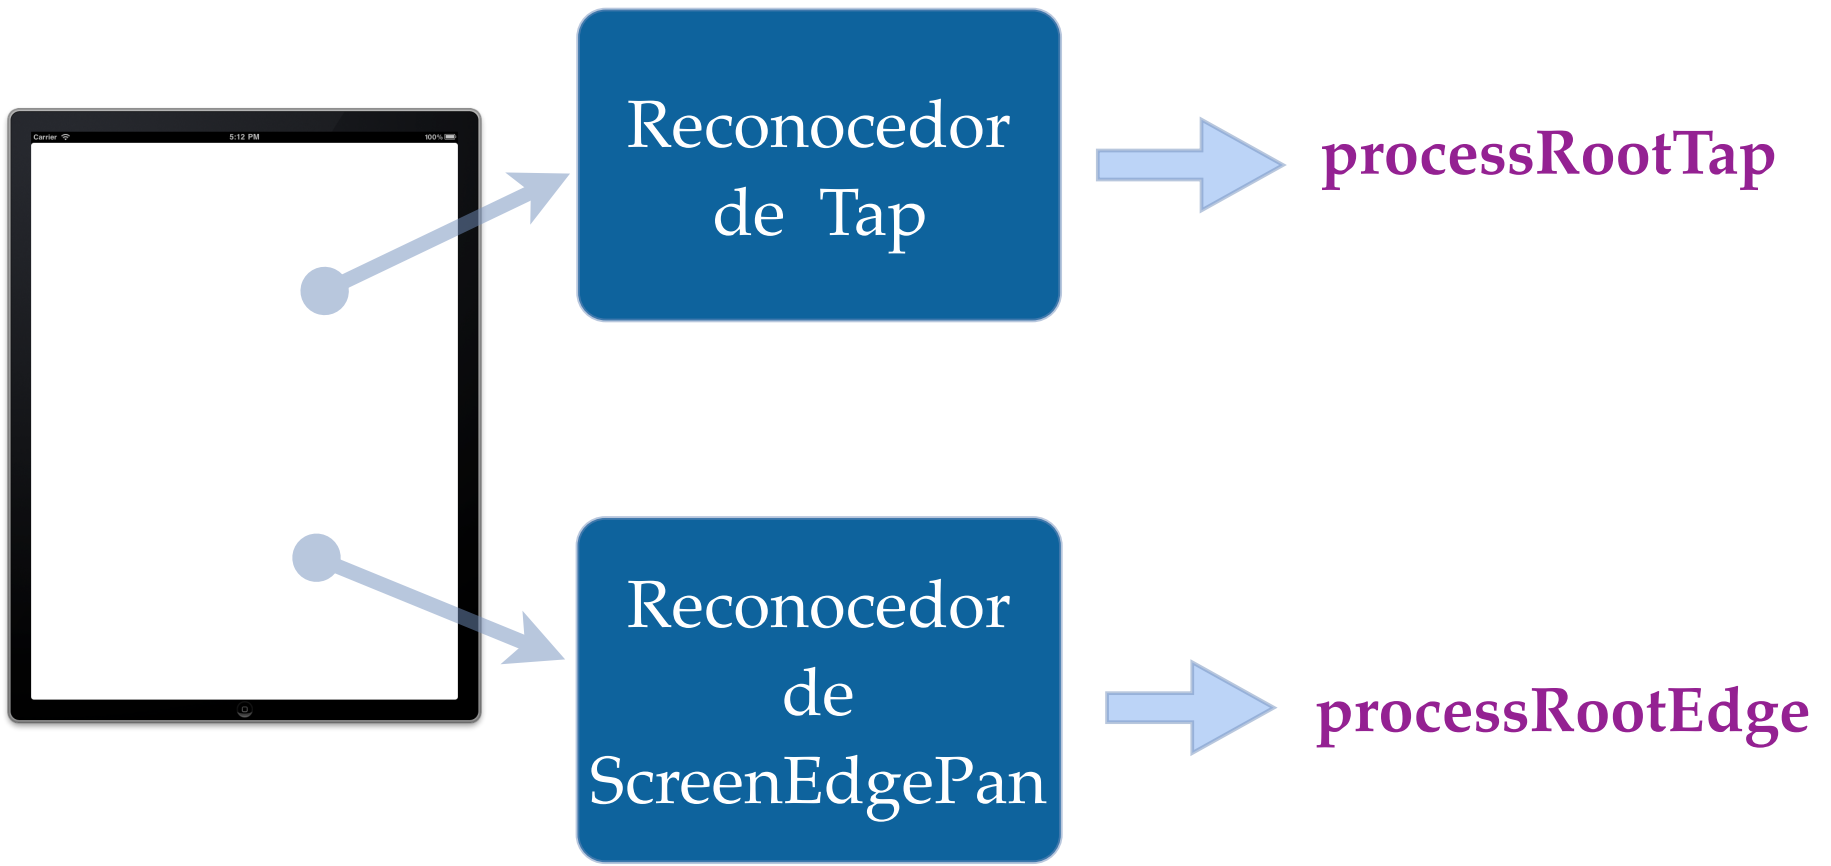 Carrier 5:12 PM 100%
Reconocedor
de Tap
processRootTap
Reconocedor
de
ScreenEdgePan
processRootEdge